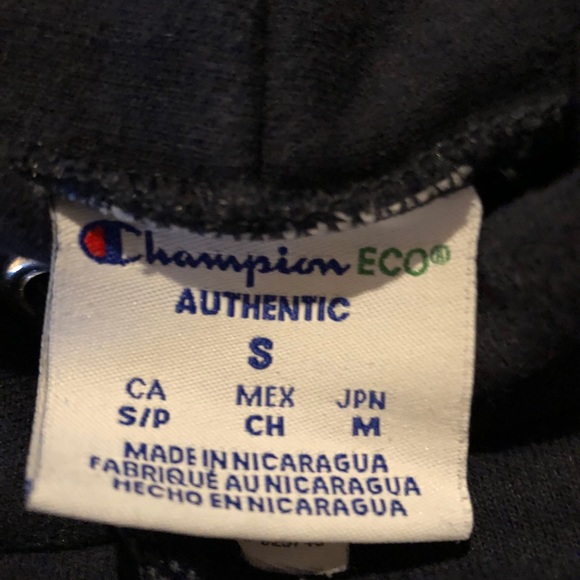 Champion ECO®
AUTHENTIC
S
CA MEX JPN
S/P CH M
MADE IN NICARAGUA
FABRIQUÉ AU NICARAGUA
HECHO EN NICARAGUA